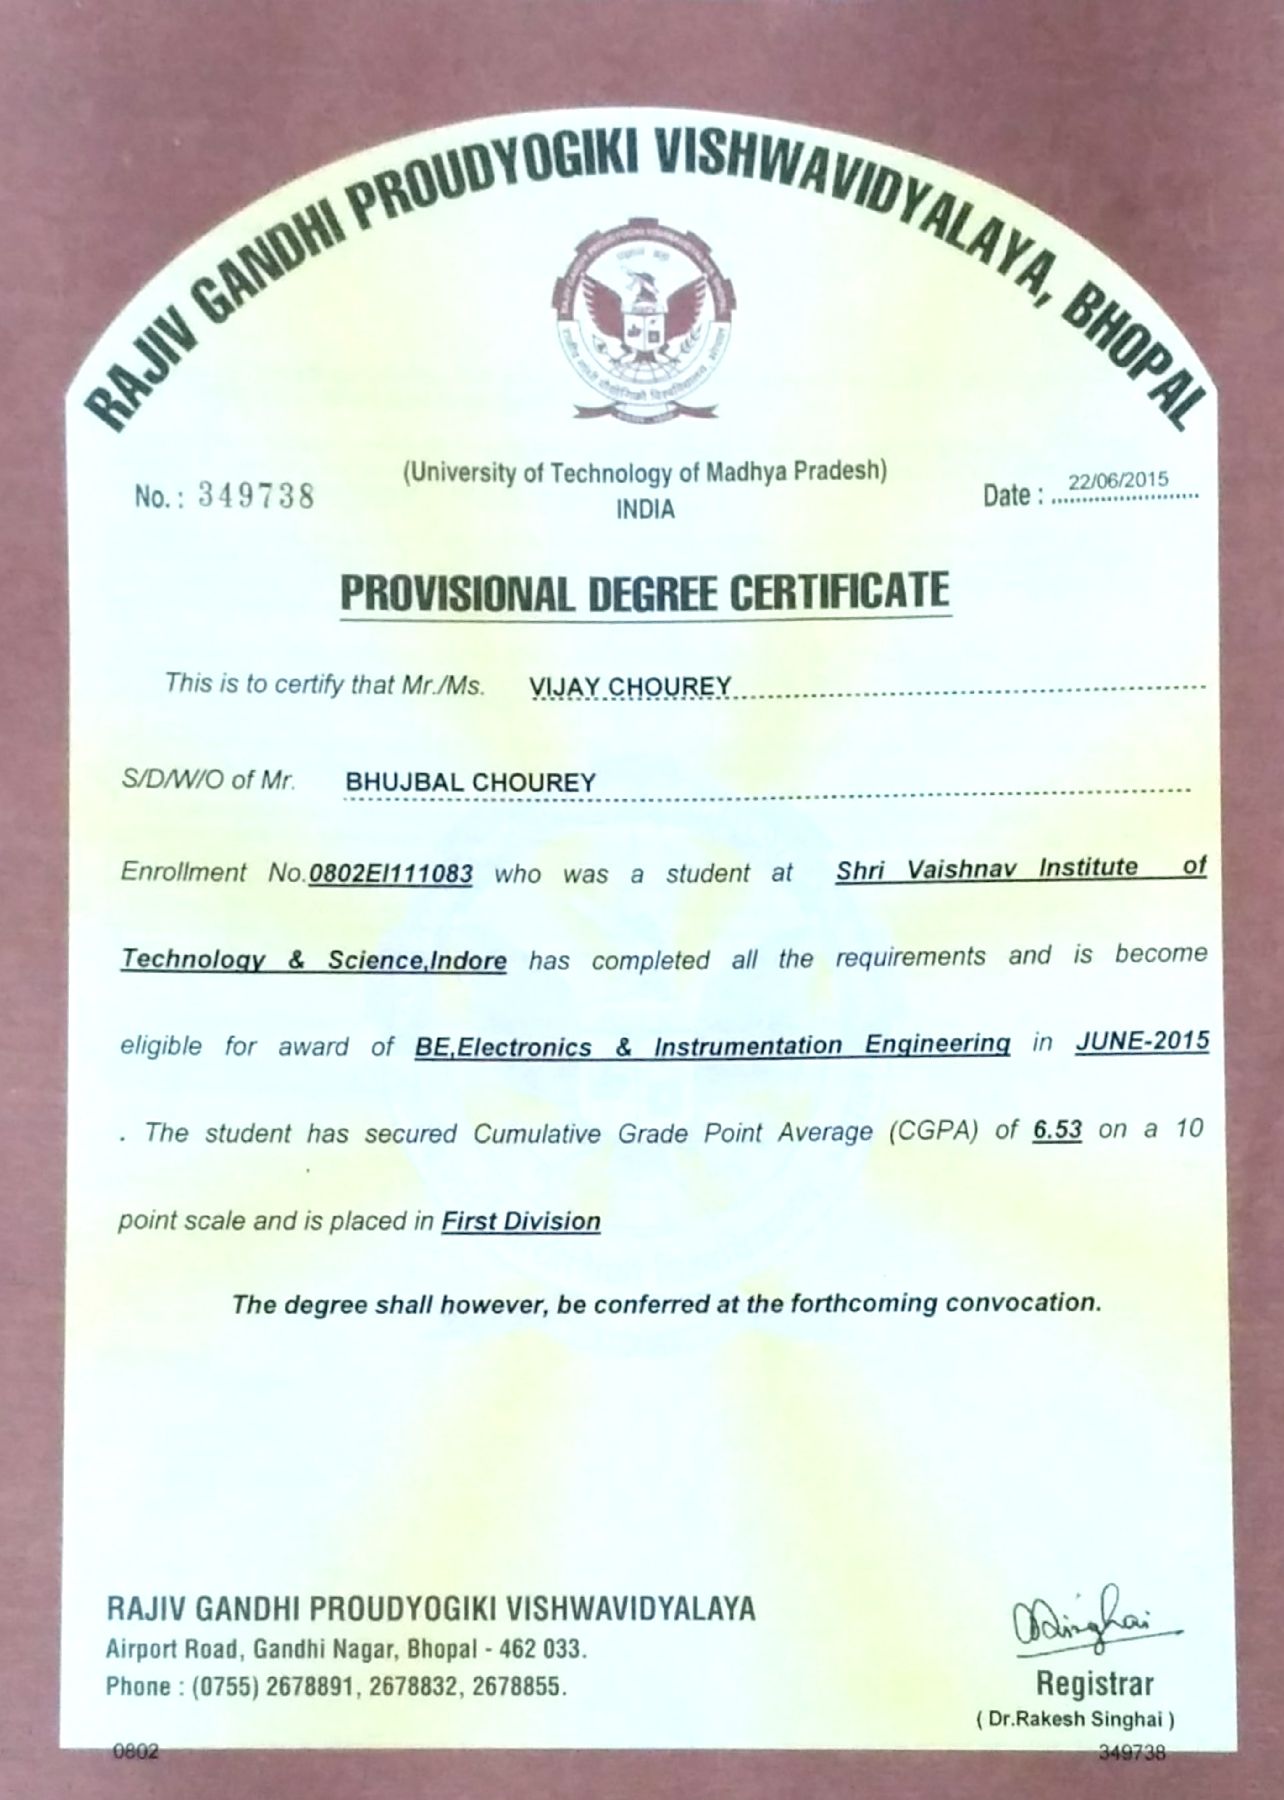 RAJIV GANDHI PROUDYOGIKI VISHWAVIDYALAYA, BHOPAL
(University of Technology of Madhya Pradesh)
INDIA
No. : 349738
Date : 22/06/2015
PROVISIONAL DEGREE CERTIFICATE
This is to certify that Mr./Ms. VIJAY CHOUREY
S/D/W/O of Mr. BHUJBAL CHOUREY
Enrollment No.0802EI111083 who was a student at Shri Vaishnav Institute of
Technology & Science,Indore has completed all the requirements and is become
eligible for award of BE,Electronics & Instrumentation Engineering in JUNE-2015
. The student has secured Cumulative Grade Point Average (CGPA) of 6.53 on a 10
point scale and is placed in First Division
The degree shall however, be conferred at the forthcoming convocation.
RAJIV GANDHI PROUDYOGIKI VISHWAVIDYALAYA
Airport Road, Gandhi Nagar, Bhopal - 462 033.
Phone : (0755) 2678891, 2678832, 2678855.
Singhai
Registrar
( Dr.Rakesh Singhai )
0802
349738